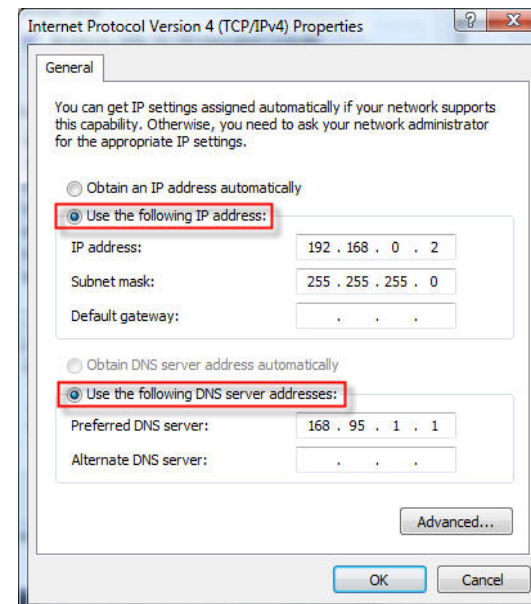 Internet Protocol Version 4 (TCP/IPv4) Properties
General
You can get IP settings assigned automatically if your network supports
this capability. Otherwise, you need to ask your network administrator
for the appropriate IP settings.
Obtain an IP address automatically
Use the following IP address:
IP address: 192 . 168 . 0 . 2
Subnet mask: 255 . 255 . 255 . 0
Default gateway: . . .
Obtain DNS server address automatically
Use the following DNS server addresses:
Preferred DNS server: 168 . 95 . 1 . 1
Alternate DNS server: . . .
Advanced...
OK Cancel